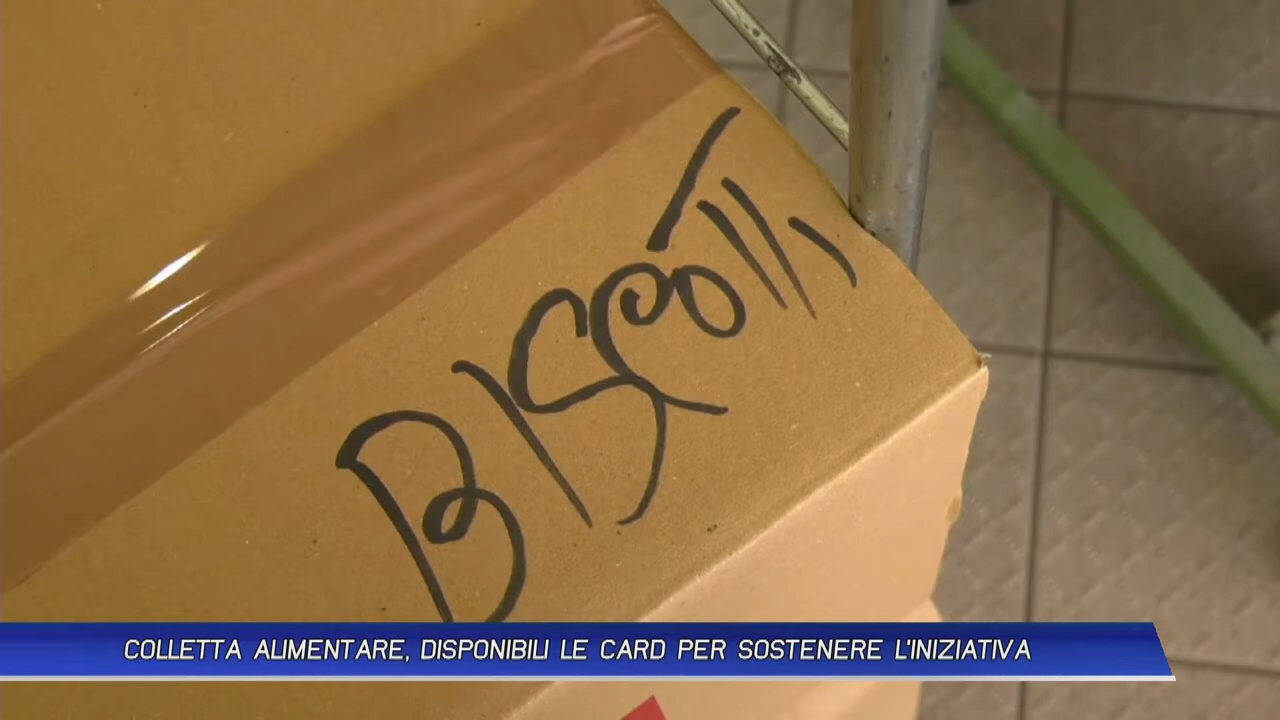 BISCOTTI
COLLETTA ALIMENTARE, DISPONIBILI LE CARD PER SOSTENERE L'INIZIATIVA